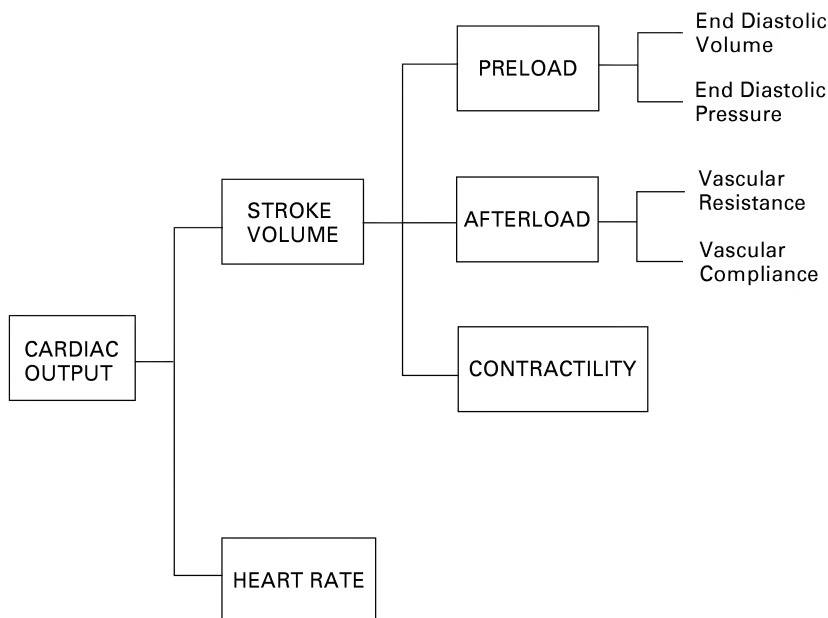 End Diastolic
Volume
PRELOAD
End Diastolic
Pressure
Vascular
Resistance
STROKE
VOLUME
AFTERLOAD
Vascular
Compliance
CARDIAC
OUTPUT
CONTRACTILITY
HEART RATE